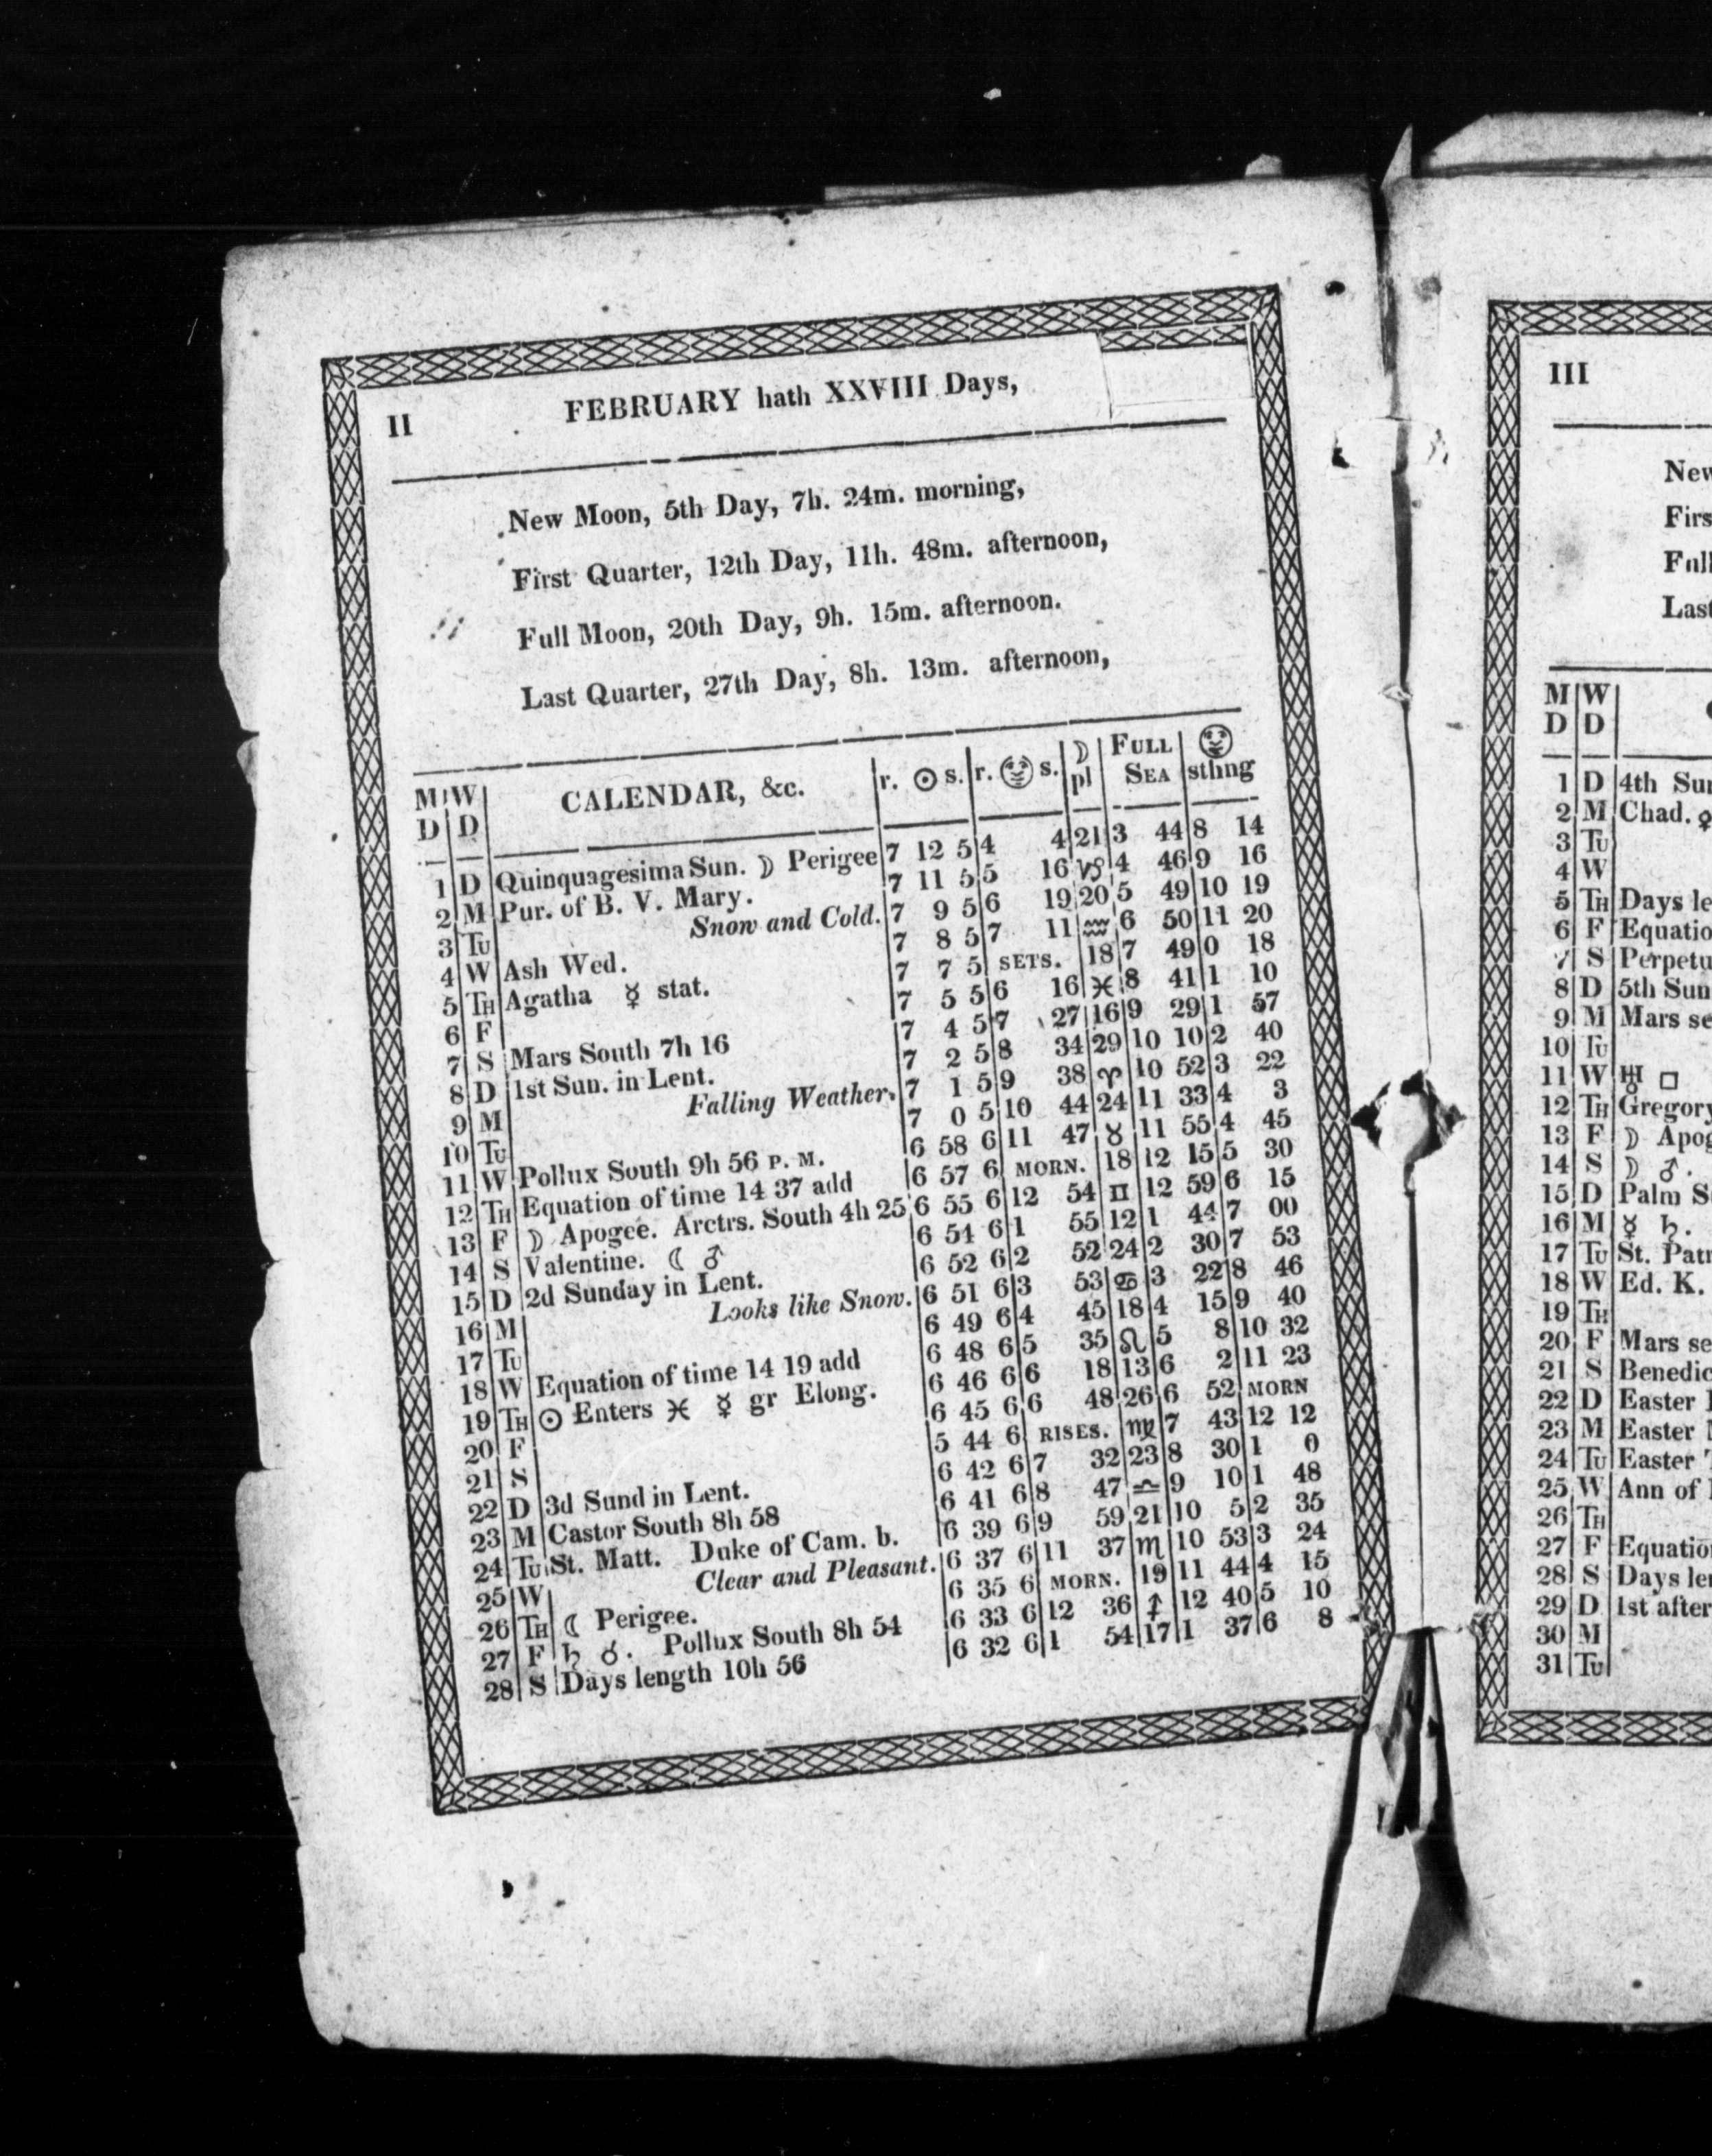 II FEBRUARY hath XXVIII Days,
New Moon, 5th Day, 7h. 24m. morning,
First Quarter, 12th Day, 11h. 48m. afternoon,
Full Moon, 20th Day, 9h. 15m. afternoon.
Last Quarter, 27th Day, 8h. 13m. afternoon,
M W CALENDAR, &c. r. ☉ s. r. s. ☽ FULL
D D pl SEA sthng
1 D Quinquagesima Sun. ☽ Perigee 7 12 5 4 4 21 3 44 8 14
2 M Pur. of B. V. Mary. 7 11 5 5 16 ♑ 4 46 9 16
3 Tu Snow and Cold. 7 9 5 6 19 20 5 49 10 19
4 W Ash Wed. 7 8 5 7 11 ♒ 6 50 11 20
5 Th Agatha ☿ stat. 7 7 5 SETS. 18 7 49 0 18
6 F 7 5 5 6 16 ♓ 8 41 1 10
7 S Mars South 7h 16 7 4 5 7 27 16 9 29 1 57
8 D 1st Sun. in Lent. 7 2 5 8 34 29 10 10 2 40
9 M Falling Weather. 7 1 5 9 38 ♈ 10 52 3 22
10 Tu 7 0 5 10 44 24 11 33 4 3
11 W Pollux South 9h 56 P. M. 6 58 6 11 47 ♉ 11 55 4 45
12 Th Equation of time 14 37 add 6 57 6 MORN. 18 12 15 5 30
13 F ☽ Apogee. Arctrs. South 4h 25 6 55 6 12 54 ♊ 12 59 6 15
14 S Valentine. ☾ ♂ 6 54 6 1 55 12 1 44 7 00
15 D 2d Sunday in Lent. 6 52 6 2 52 24 2 30 7 53
16 M Looks like Snow. 6 51 6 3 53 ♋ 3 22 8 46
17 Tu 6 49 6 4 45 18 4 15 9 40
18 W Equation of time 14 19 add 6 48 6 5 35 ♌ 5 8 10 32
19 Th ☉ Enters ♓ ☿ gr Elong. 6 46 6 6 18 13 6 2 11 23
20 F 6 45 6 6 48 26 6 52 MORN
21 S 5 44 6 RISES. ♍ 7 43 12 12
22 D 3d Sund in Lent. 6 42 6 7 32 23 8 30 1 0
23 M Castor South 8h 58 6 41 6 8 47 ♎ 9 10 1 48
24 Tu St. Matt. Duke of Cam. b. 6 39 6 9 59 21 10 5 2 35
25 W Clear and Pleasant. 6 37 6 11 37 ♏ 10 53 3 24
26 Th ☾ Perigee. 6 35 6 MORN. 19 11 44 4 15
27 F ♄ ☌. Pollux South 8h 54 6 33 6 12 36 ♐ 12 40 5 10
28 S Days length 10h 56 6 32 6 1 54 17 1 37 6 8
III
M W
D D
1 D 4th
2 M Chad. ♀
3 Tu
4 W
5 Th Days
6 F
7 S
8 D 5th Sun
9 M Mars
10 Tu
11 W ♅ □
12 Th Gregory
13 F ☽
14 S ☽ ♂.
15 D Palm
16 M ☿ ♄.
17 Tu St.
18 W Ed. K.
19 Th
20 F Mars
21 S
22 D Easter
23 M Easter
24 Tu Easter
25 W Ann of
26 Th
27 F
28 S Days
29 D 1st after
30 M
31 Tu